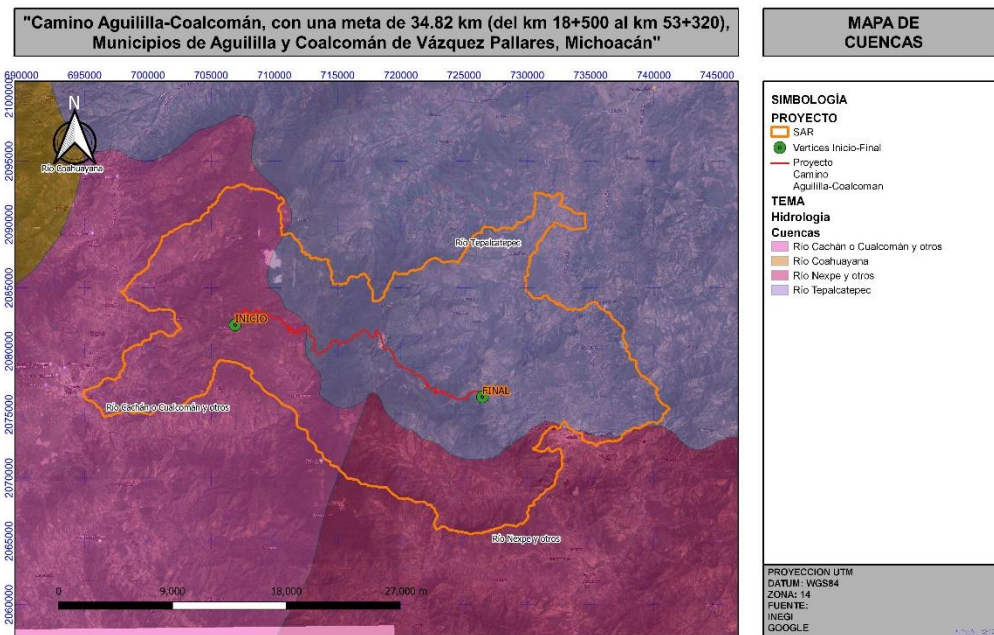 "Camino Aguililla-Coalcomán, con una meta de 34.82 km (del km 18+500 al km 53+320),
Municipios de Aguililla y Coalcomán de Vázquez Pallares, Michoacán"
MAPA DE
CUENCAS
690000 695000 700000 705000 710000 715000 720000 725000 730000 735000 740000 745000
2100000
2095000
2090000
2085000
2080000
2075000
2070000
2065000
2060000
N
Río Coahuayana
Río Tepalcatepec
INICIO
FINAL
Río Cachán o Cualcomán y otros
Río Nexpe y otros
0 9,000 18,000 27,000 m
SIMBOLOGÍA
PROYECTO
SAR
Vertices Inicio-Final
Proyecto
Camino
Aguililla-Coalcoman
TEMA
Hidrologia
Cuencas
Río Cachán o Cualcomán y otros
Río Coahuayana
Río Nexpe y otros
Río Tepalcatepec
PROYECCION UTM
DATUM: WGS84
ZONA: 14
FUENTE:
INEGI
GOOGLE